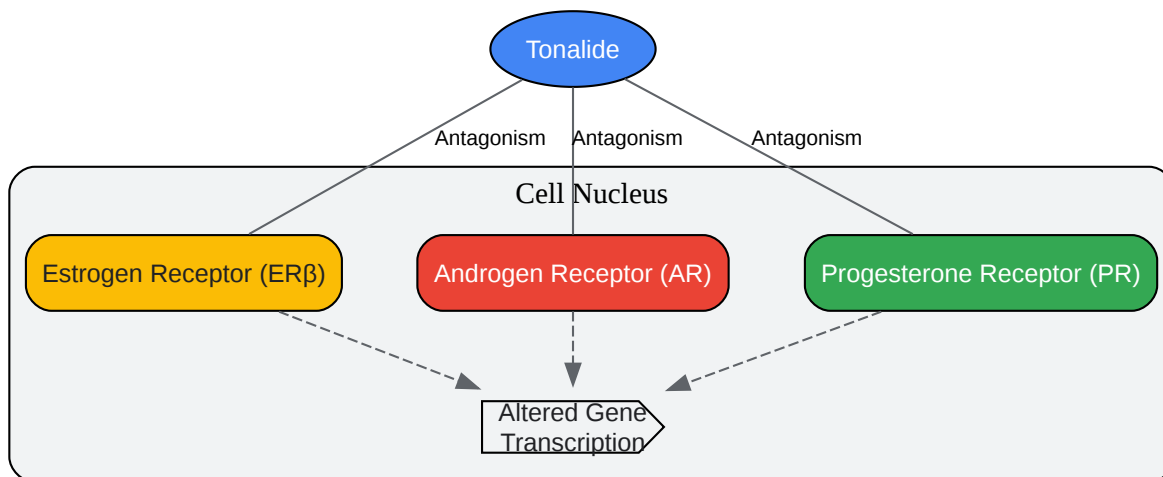 Tonalide
Antagonism Antagonism Antagonism
Cell Nucleus
Estrogen Receptor (ERβ) Androgen Receptor (AR) Progesterone Receptor (PR)
Altered Gene
Transcription